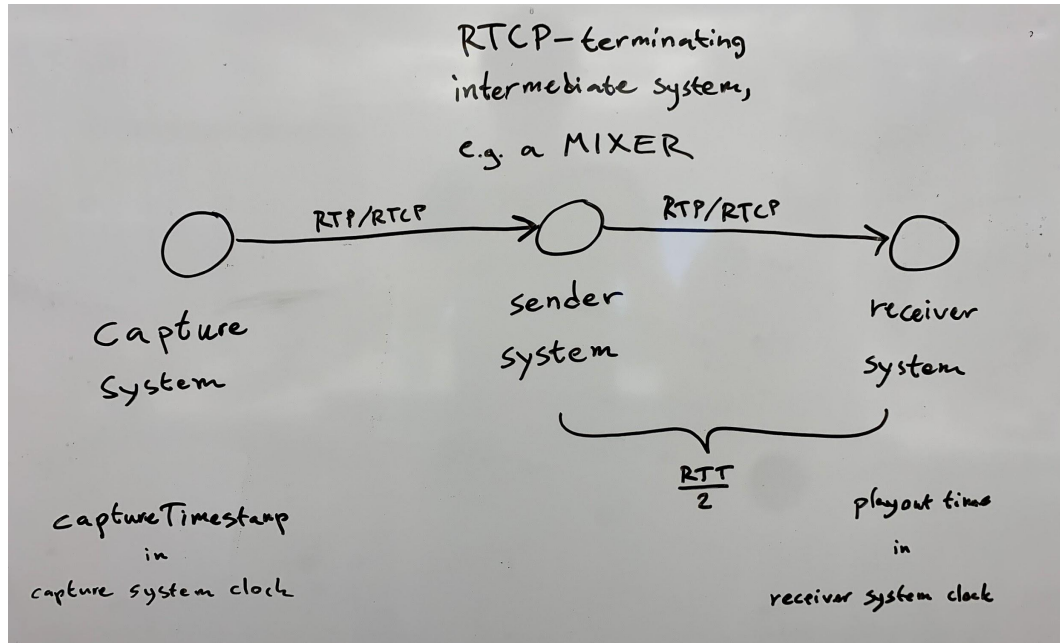 RTCP-terminating
intermediate system,
e.g. a MIXER
RTP/RTCP
RTP/RTCP
Capture
System
sender
system
receiver
system
RTT
2
captureTimestamp
in
capture system clock
playout time
in
receiver system clock